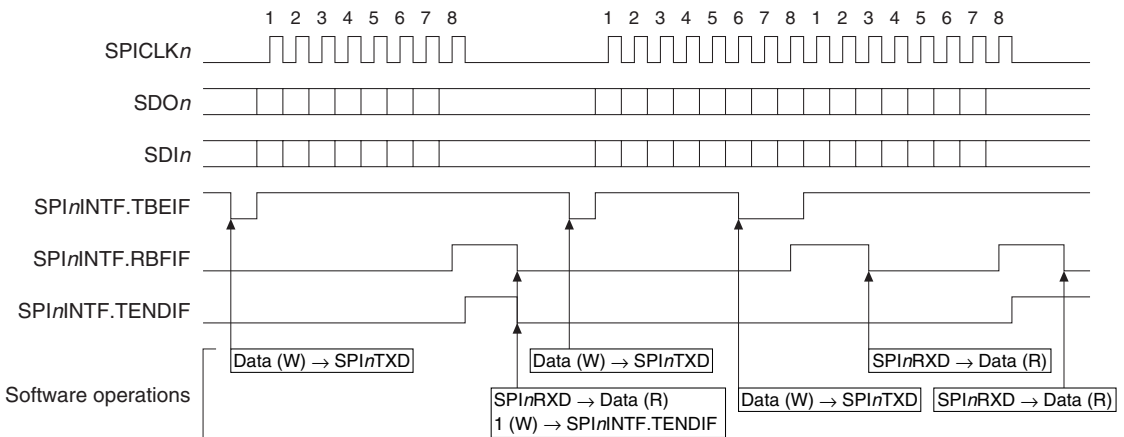 1 2 3 4 5 6 7 8 1 2 3 4 5 6 7 8 1 2 3 4 5 6 7 8
SPICLKn
SDOn
SDIn
SPInINTF.TBEIF
SPInINTF.RBFIF
SPInINTF.TENDIF
Data (W) → SPInTXD
Data (W) → SPInTXD
SPInRXD → Data (R)
Software operations
SPInRXD → Data (R)
1 (W) → SPInINTF.TENDIF
Data (W) → SPInTXD
SPInRXD → Data (R)